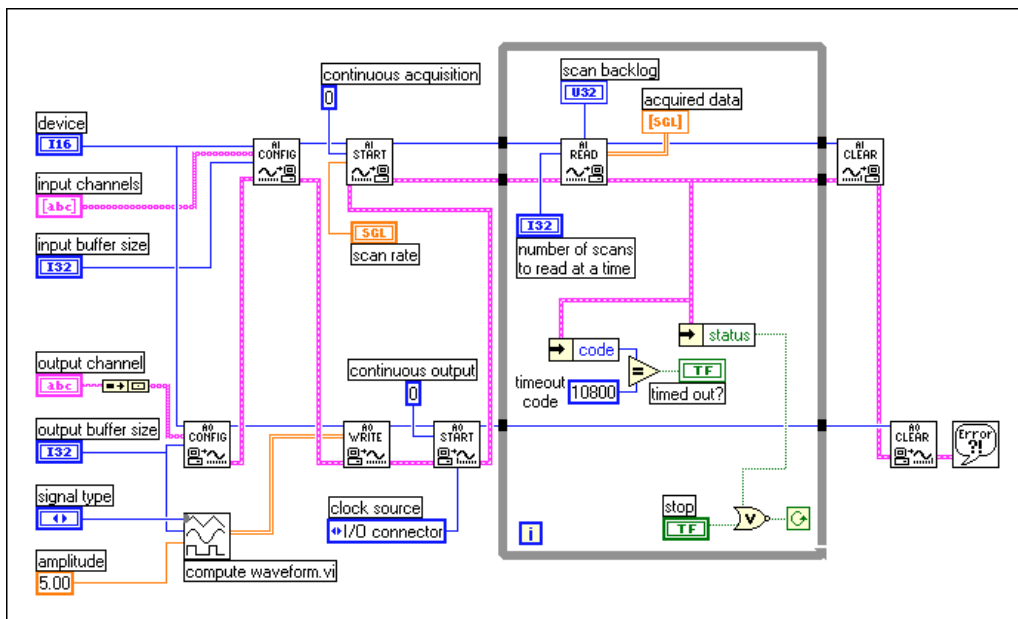 continuous acquisition
0
scan backlog
U32
acquired data
[SGL]
device
I16
AI
CONFIG
AI
START
AI
READ
AI
CLEAR
input channels
[abc]
input buffer size
I32
SGL
scan rate
I32
number of scans
to read at a time
status
code
output channel
abc
continuous output
0
=
TF
timed out?
timeout
code
10800
output buffer size
I32
AO
CONFIG
AO
WRITE
AO
START
AO
CLEAR
Error
?!
signal type
clock source
I/O connector
stop
TF
V
i
amplitude
5.00
compute waveform.vi